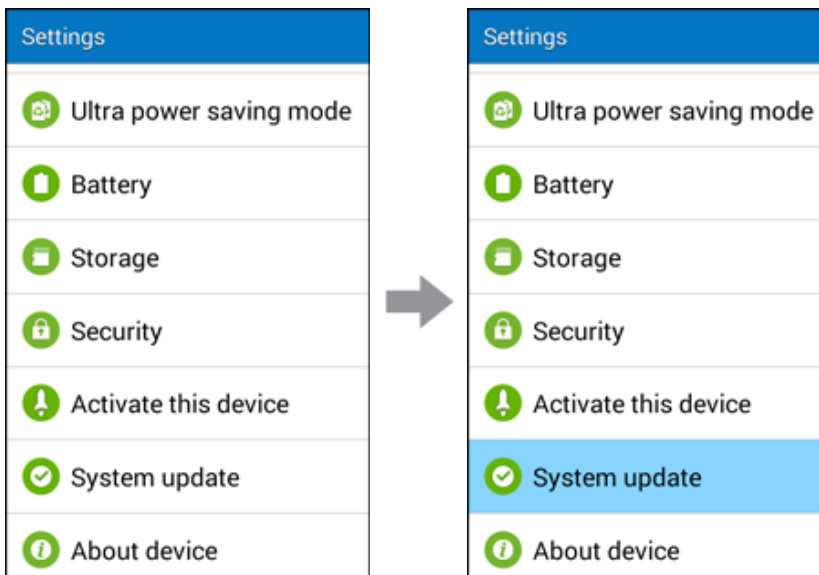 Settings
Ultra power saving mode
Battery
Storage
Security
Activate this device
System update
About device
Settings
Ultra power saving mode
Battery
Storage
Security
Activate this device
System update
About device